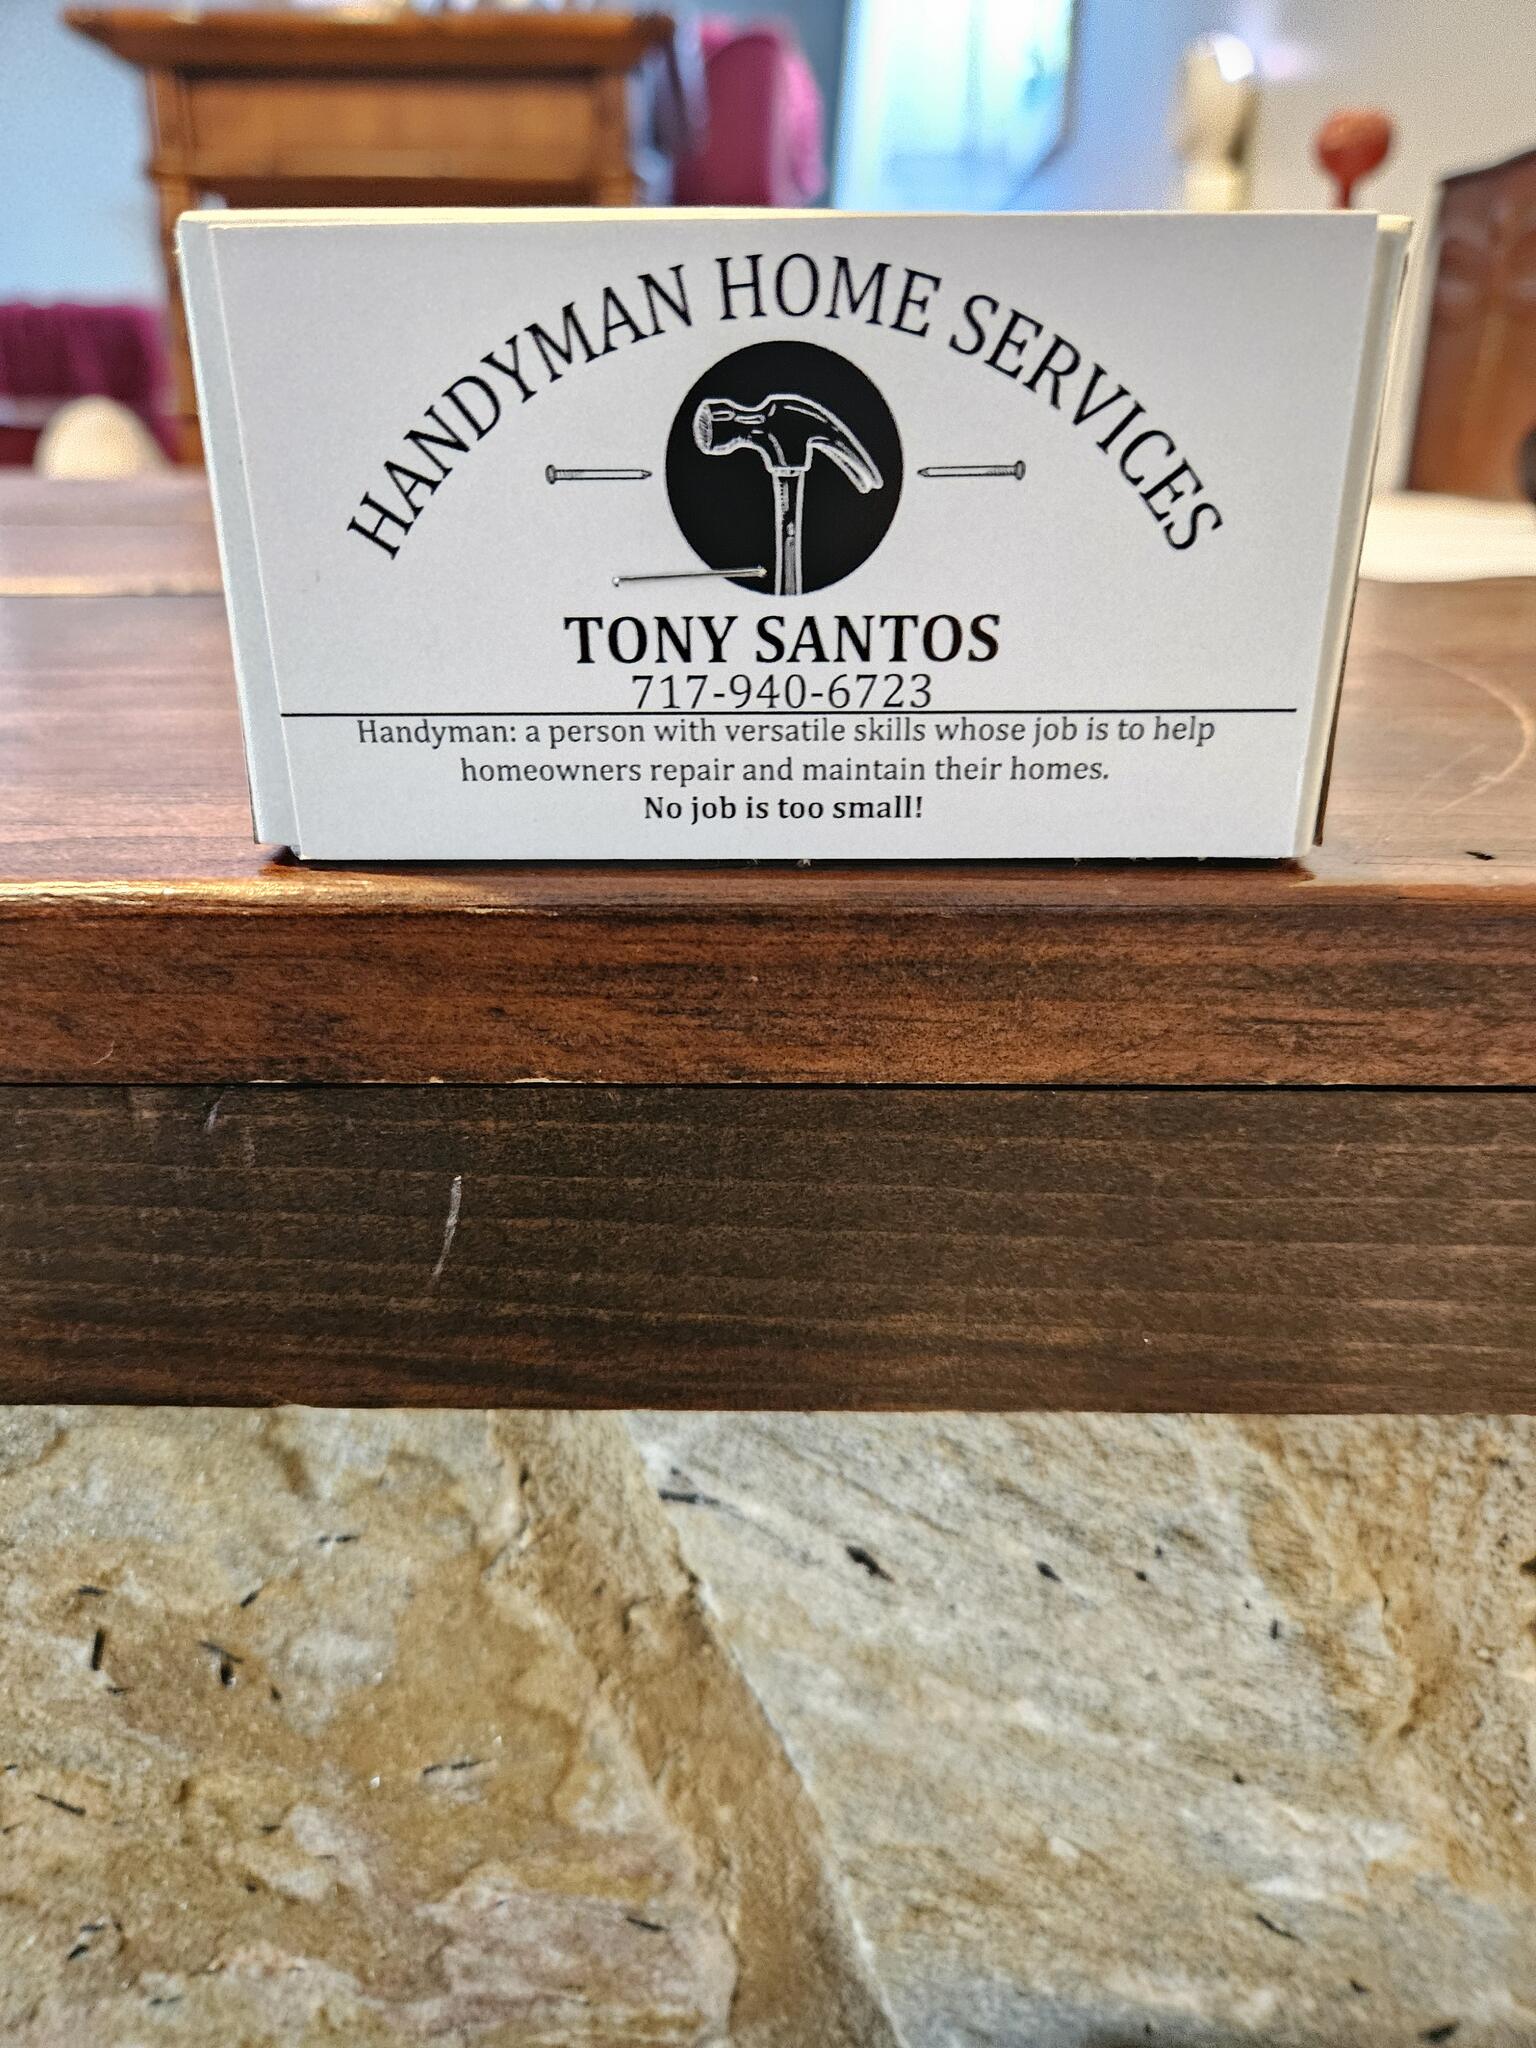 HANDYMAN HOME SERVICES
TONY SANTOS
717-940-6723
Handyman: a person with versatile skills whose job is to help
homeowners repair and maintain their homes.
No job is too small!